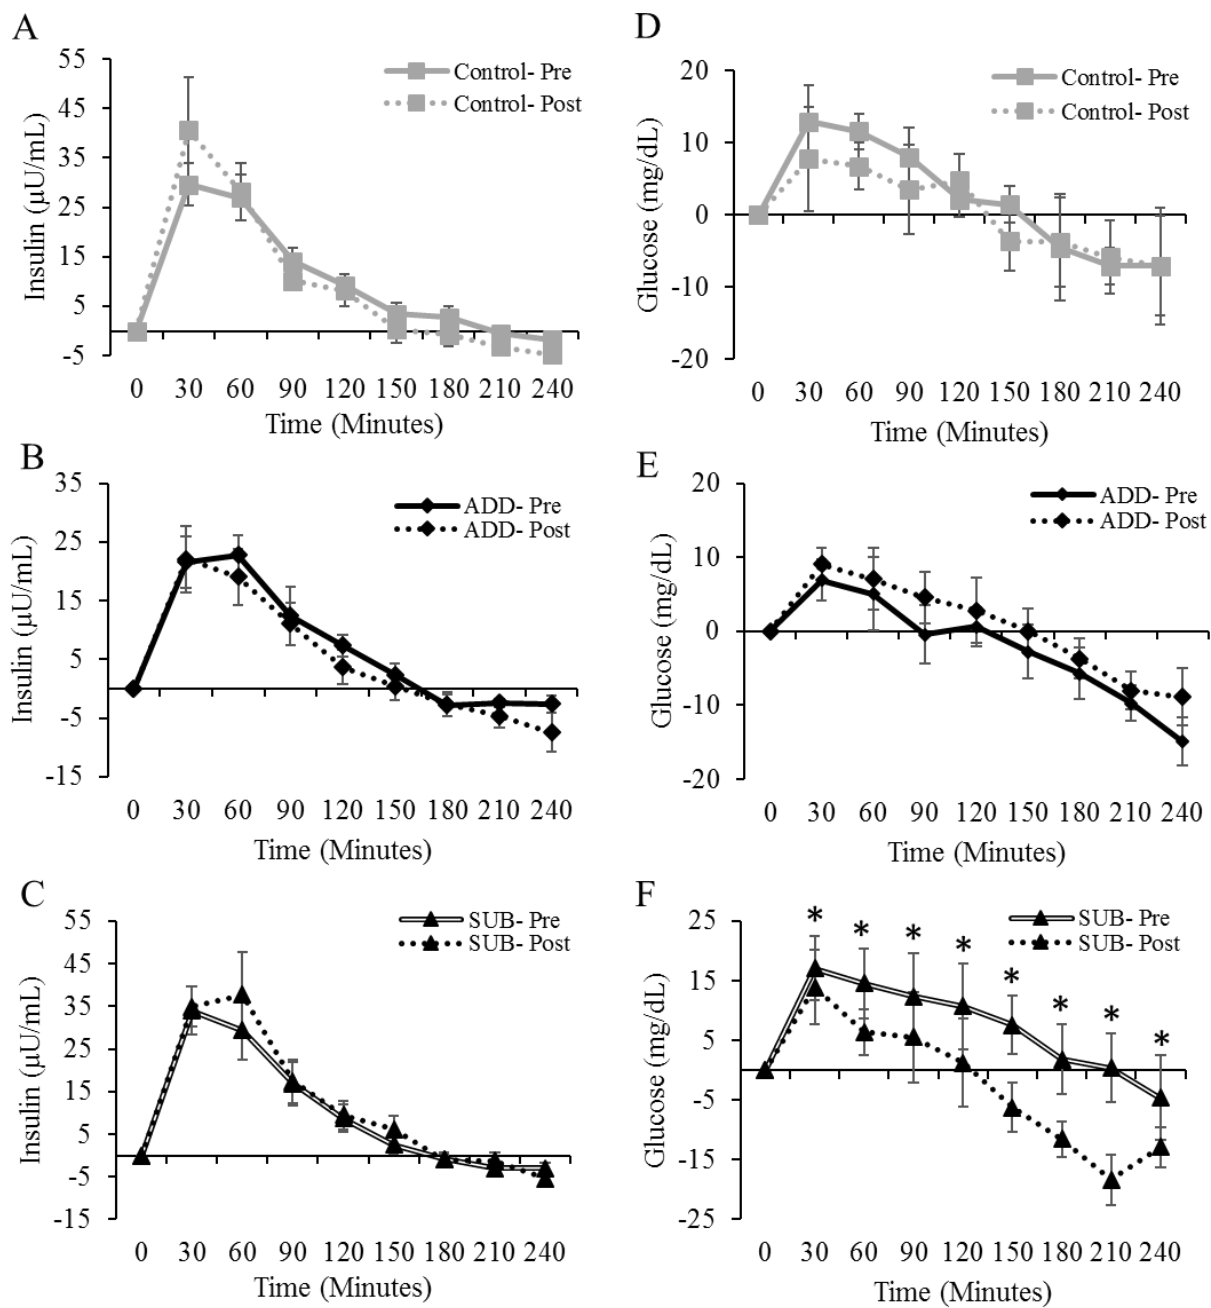 A
Insulin (µU/mL)
55
45
35
25
15
5
-5
Control- Pre
Control- Post
0 30 60 90 120 150 180 210 240
Time (Minutes)
D
Glucose (mg/dL)
20
10
0
-10
-20
Control- Pre
Control- Post
0 30 60 90 120 150 180 210 240
Time (Minutes)
B
Insulin (µU/mL)
35
25
15
5
-5
-15
ADD- Pre
ADD- Post
0 30 60 90 120 150 180 210 240
Time (Minutes)
E
Glucose (mg/dL)
20
10
0
-10
-20
ADD- Pre
ADD- Post
0 30 60 90 120 150 180 210 240
Time (Minutes)
C
Insulin (µU/mL)
55
45
35
25
15
5
-5
-15
SUB- Pre
SUB- Post
0 30 60 90 120 150 180 210 240
Time (Minutes)
F
Glucose (mg/dL)
25
15
5
-5
-15
-25
SUB- Pre
SUB- Post
* * * * * * * *
0 30 60 90 120 150 180 210 240
Time (Minutes)